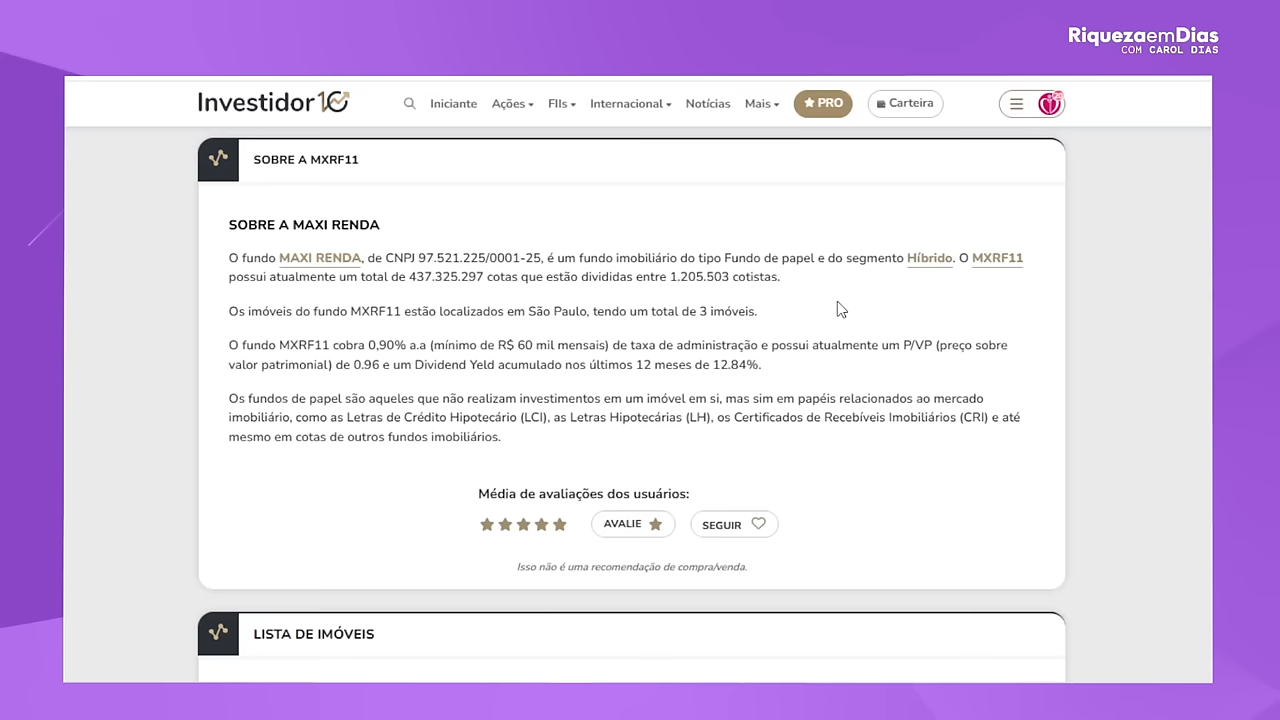 RiquezaemDias
COM CAROL DIAS
Investidor10
Iniciante Ações FIIs Internacional Notícias Mais PRO Carteira
SOBRE A MXRF11
SOBRE A MAXI RENDA
O fundo MAXI RENDA, de CNPJ 97.521.225/0001-25, é um fundo imobiliário do tipo Fundo de papel e do segmento Híbrido. O MXRF11
possui atualmente um total de 437.325.297 cotas que estão divididas entre 1.205.503 cotistas.
Os imóveis do fundo MXRF11 estão localizados em São Paulo, tendo um total de 3 imóveis.
O fundo MXRF11 cobra 0,90% a.a (mínimo de R$ 60 mil mensais) de taxa de administração e possui atualmente um P/VP (preço sobre
valor patrimonial) de 0.96 e um Dividend Yeld acumulado nos últimos 12 meses de 12.84%.
Os fundos de papel são aqueles que não realizam investimentos em um imóvel em si, mas sim em papéis relacionados ao mercado
imobiliário, como as Letras de Crédito Hipotecário (LCI), as Letras Hipotecárias (LH), os Certificados de Recebíveis Imobiliários (CRI) e até
mesmo em cotas de outros fundos imobiliários.
Média de avaliações dos usuários:
AVALIE SEGUIR
Isso não é uma recomendação de compra/venda.
LISTA DE IMÓVEIS